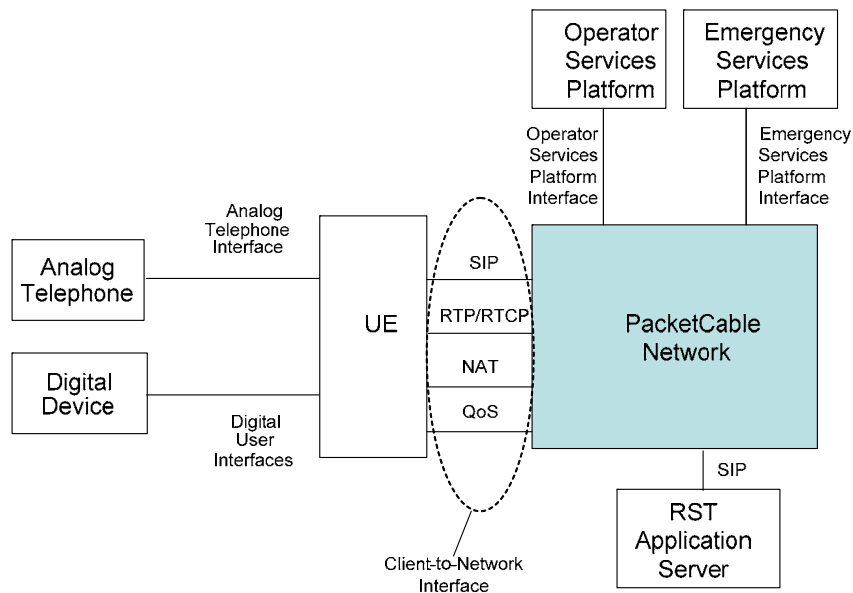 Operator
Services
Platform
Emergency
Services
Platform
Operator
Services
Platform
Interface
Emergency
Services
Platform
Interface
Analog
Telephone
Interface
Analog
Telephone
UE
SIP
RTP/RTCP
NAT
QoS
PacketCable
Network
Digital
Device
Digital
User
Interfaces
SIP
RST
Application
Server
Client-to-Network
Interface